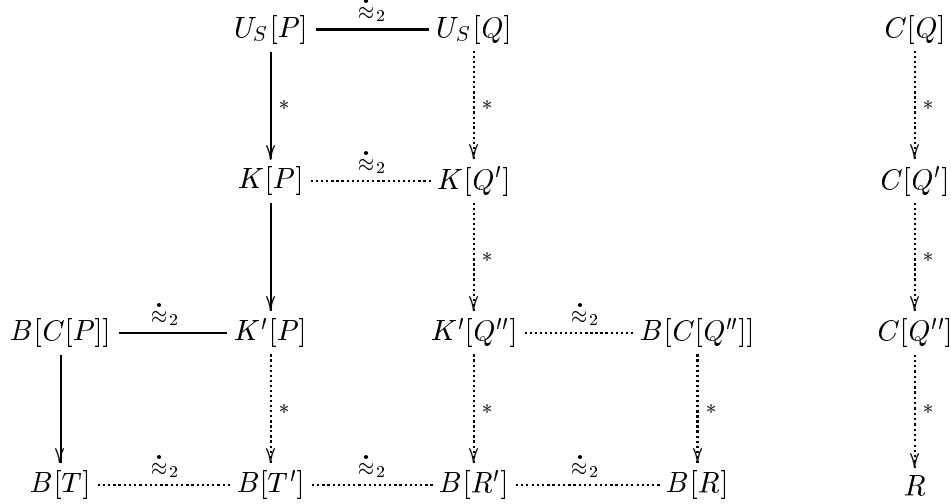 U_S[P] ≈̇₂ U_S[Q] C[Q]
* * *
K[P] ≈̇₂ K[Q′] C[Q′]
* *
B[C[P]] ≈̇₂ K′[P] K′[Q″] ≈̇₂ B[C[Q″]] C[Q″]
* * * *
B[T] ≈̇₂ B[T′] ≈̇₂ B[R′] ≈̇₂ B[R] R